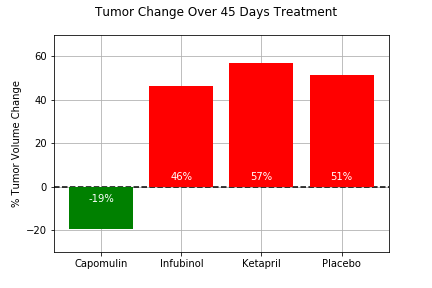 Tumor Change Over 45 Days Treatment
% Tumor Volume Change
60
40
20
0
−20
-19%
46%
57%
51%
Capomulin
Infubinol
Ketapril
Placebo